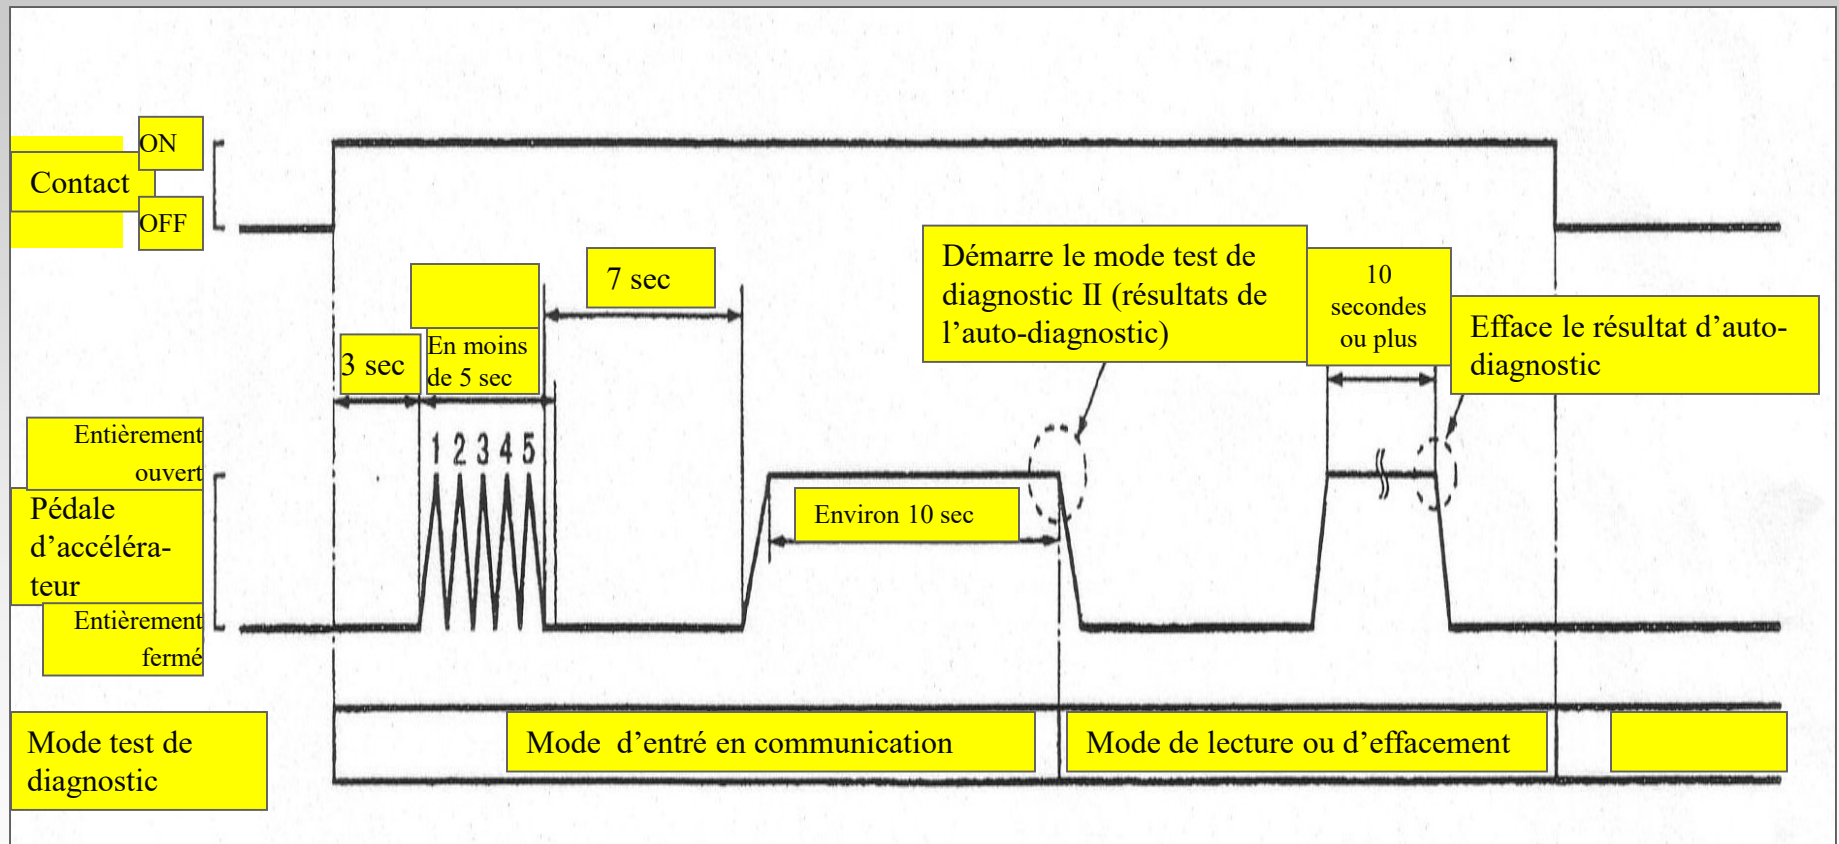 ON
Contact
OFF
7 sec
Démarre le mode test de
diagnostic II (résultats de
l’auto-diagnostic)
10
secondes
ou plus
Efface le résultat d’auto-
diagnostic
3 sec
En moins
de 5 sec
Entièrement
ouvert
1 2 3 4 5
Pédale
d’accéléra-
teur
Environ 10 sec
Entièrement
fermé
Mode test de
diagnostic
Mode d’entré en communication
Mode de lecture ou d’effacement